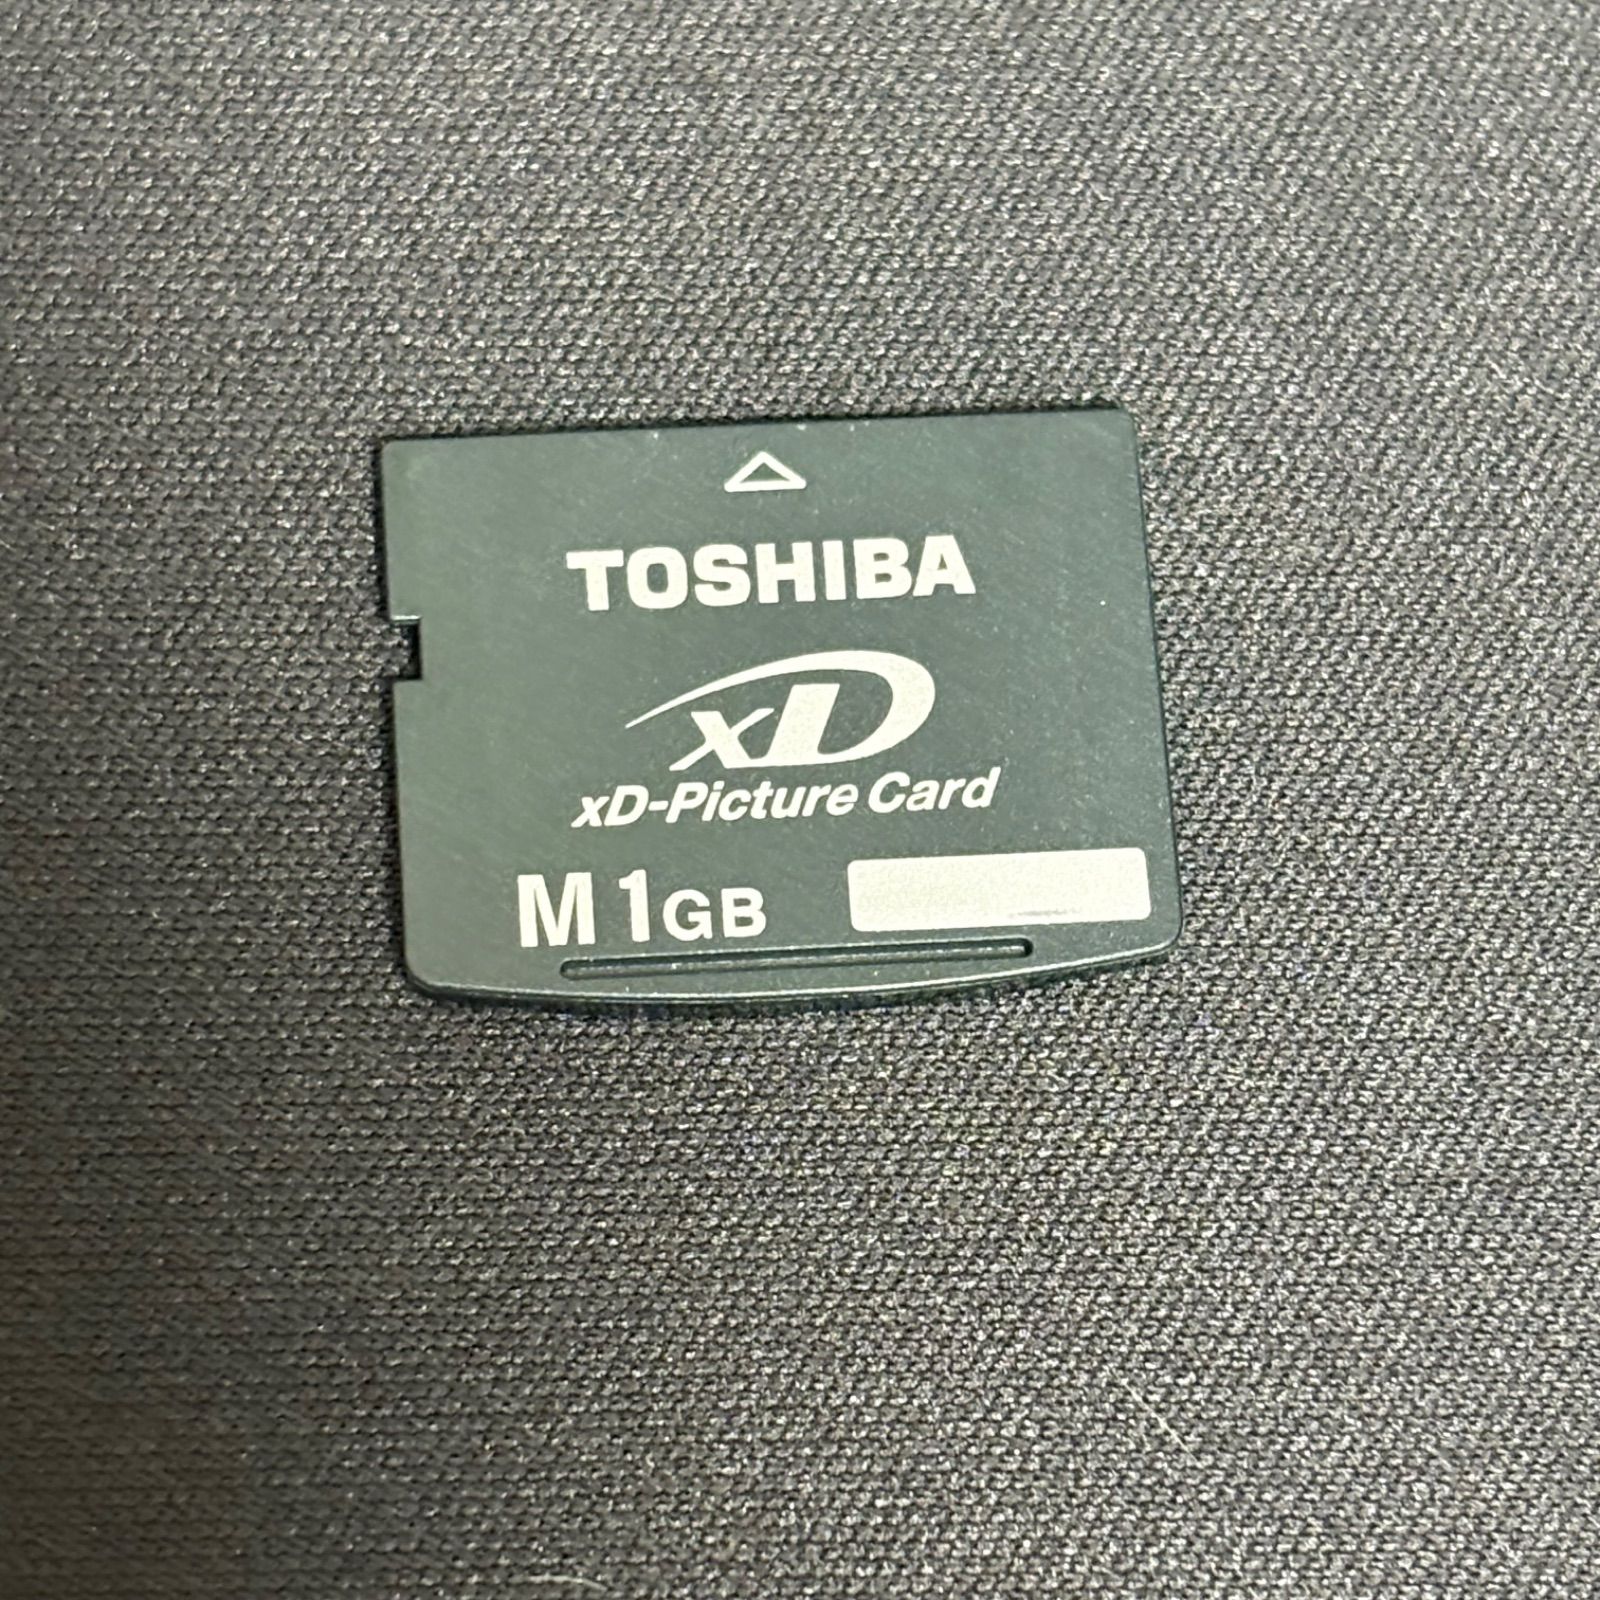 TOSHIBA
xD
xD-Picture Card
M 1GB